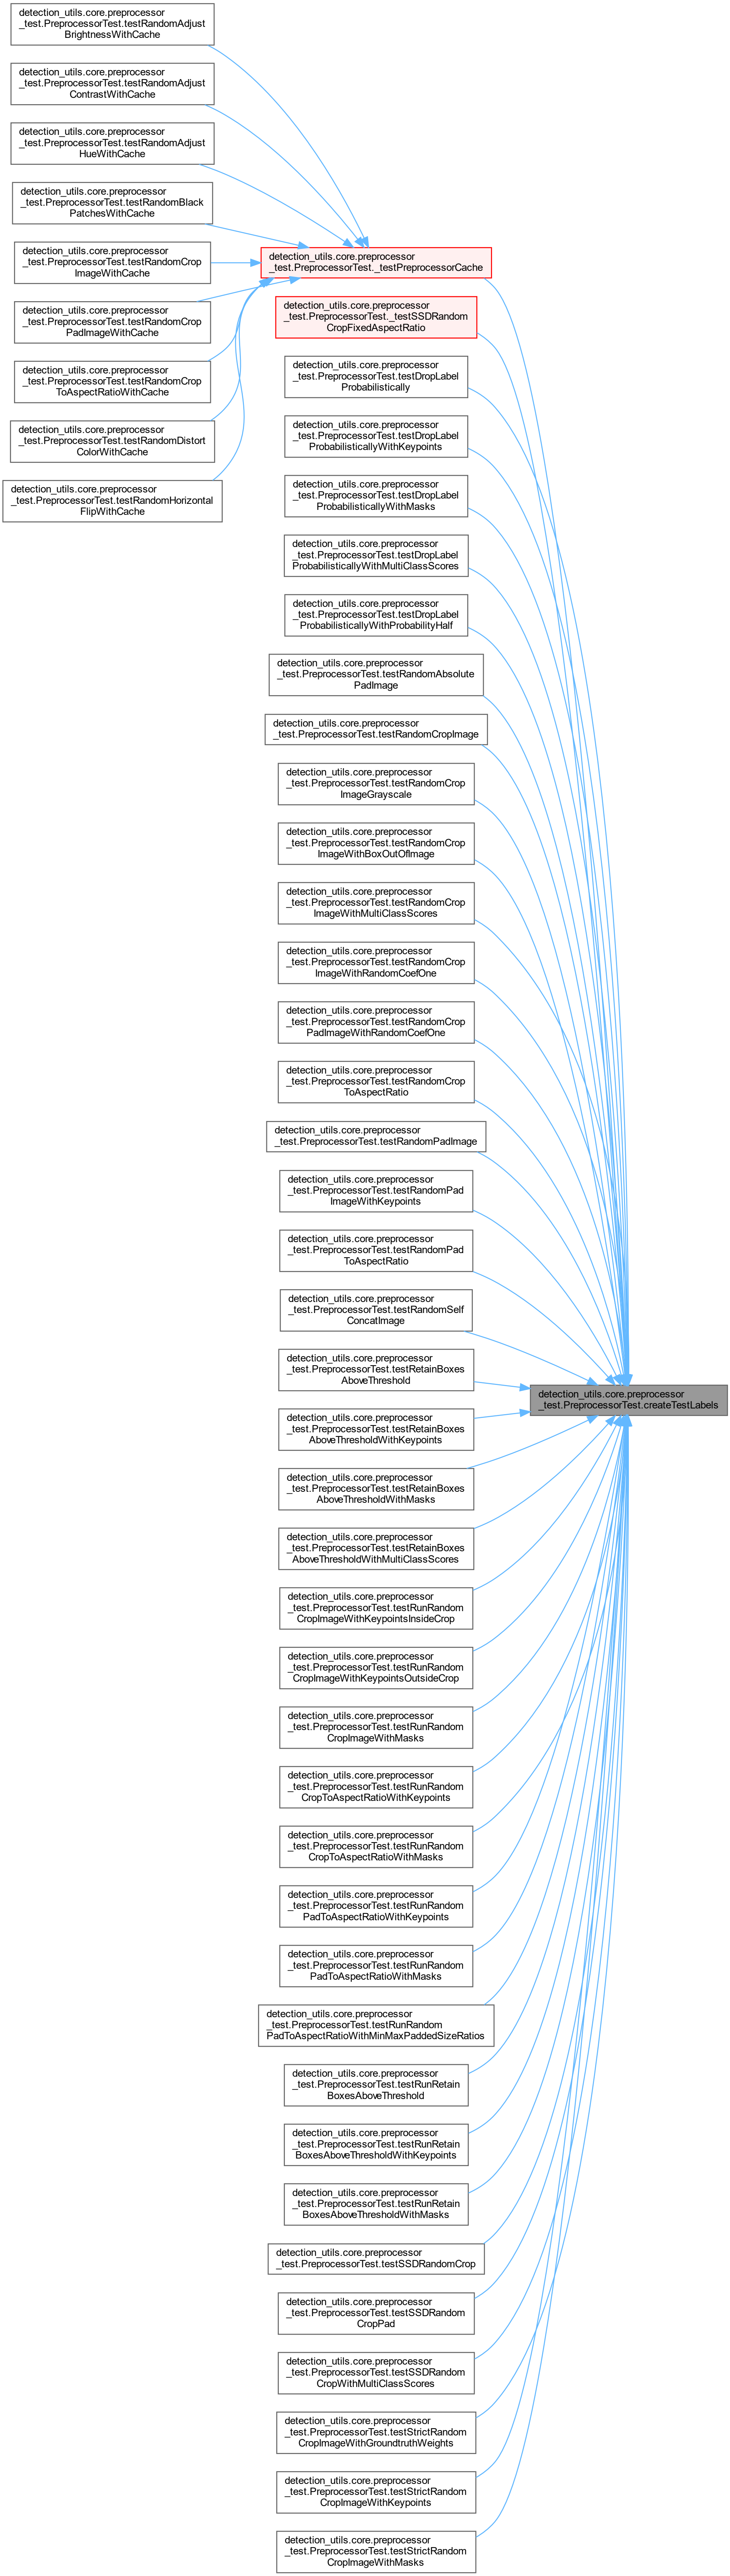 detection_utils.core.preprocessor
_test.PreprocessorTest.testRandomAdjust
BrightnessWithCache
detection_utils.core.preprocessor
_test.PreprocessorTest.testRandomAdjust
ContrastWithCache
detection_utils.core.preprocessor
_test.PreprocessorTest.testRandomAdjust
HueWithCache
detection_utils.core.preprocessor
_test.PreprocessorTest.testRandomBlack
PatchesWithCache
detection_utils.core.preprocessor
_test.PreprocessorTest.testRandomCrop
ImageWithCache
detection_utils.core.preprocessor
_test.PreprocessorTest.testRandomCrop
PadImageWithCache
detection_utils.core.preprocessor
_test.PreprocessorTest.testRandomCrop
ToAspectRatioWithCache
detection_utils.core.preprocessor
_test.PreprocessorTest.testRandomDistort
ColorWithCache
detection_utils.core.preprocessor
_test.PreprocessorTest.testRandomHorizontal
FlipWithCache
detection_utils.core.preprocessor
_test.PreprocessorTest._testPreprocessorCache
detection_utils.core.preprocessor
_test.PreprocessorTest._testSSDRandom
CropFixedAspectRatio
detection_utils.core.preprocessor
_test.PreprocessorTest.testDropLabel
Probabilistically
detection_utils.core.preprocessor
_test.PreprocessorTest.testDropLabel
ProbabilisticallyWithKeypoints
detection_utils.core.preprocessor
_test.PreprocessorTest.testDropLabel
ProbabilisticallyWithMasks
detection_utils.core.preprocessor
_test.PreprocessorTest.testDropLabel
ProbabilisticallyWithMultiClassScores
detection_utils.core.preprocessor
_test.PreprocessorTest.testDropLabel
ProbabilisticallyWithProbabilityHalf
detection_utils.core.preprocessor
_test.PreprocessorTest.testRandomAbsolute
PadImage
detection_utils.core.preprocessor
_test.PreprocessorTest.testRandomCropImage
detection_utils.core.preprocessor
_test.PreprocessorTest.testRandomCrop
ImageGrayscale
detection_utils.core.preprocessor
_test.PreprocessorTest.testRandomCrop
ImageWithBoxOutOfImage
detection_utils.core.preprocessor
_test.PreprocessorTest.testRandomCrop
ImageWithMultiClassScores
detection_utils.core.preprocessor
_test.PreprocessorTest.testRandomCrop
ImageWithRandomCoefOne
detection_utils.core.preprocessor
_test.PreprocessorTest.testRandomCrop
PadImageWithRandomCoefOne
detection_utils.core.preprocessor
_test.PreprocessorTest.testRandomCrop
ToAspectRatio
detection_utils.core.preprocessor
_test.PreprocessorTest.testRandomPadImage
detection_utils.core.preprocessor
_test.PreprocessorTest.testRandomPad
ImageWithKeypoints
detection_utils.core.preprocessor
_test.PreprocessorTest.testRandomPad
ToAspectRatio
detection_utils.core.preprocessor
_test.PreprocessorTest.testRandomSelf
ConcatImage
detection_utils.core.preprocessor
_test.PreprocessorTest.testRetainBoxes
AboveThreshold
detection_utils.core.preprocessor
_test.PreprocessorTest.createTestLabels
detection_utils.core.preprocessor
_test.PreprocessorTest.testRetainBoxes
AboveThresholdWithKeypoints
detection_utils.core.preprocessor
_test.PreprocessorTest.testRetainBoxes
AboveThresholdWithMasks
detection_utils.core.preprocessor
_test.PreprocessorTest.testRetainBoxes
AboveThresholdWithMultiClassScores
detection_utils.core.preprocessor
_test.PreprocessorTest.testRunRandom
CropImageWithKeypointsInsideCrop
detection_utils.core.preprocessor
_test.PreprocessorTest.testRunRandom
CropImageWithKeypointsOutsideCrop
detection_utils.core.preprocessor
_test.PreprocessorTest.testRunRandom
CropImageWithMasks
detection_utils.core.preprocessor
_test.PreprocessorTest.testRunRandom
CropToAspectRatioWithKeypoints
detection_utils.core.preprocessor
_test.PreprocessorTest.testRunRandom
CropToAspectRatioWithMasks
detection_utils.core.preprocessor
_test.PreprocessorTest.testRunRandom
PadToAspectRatioWithKeypoints
detection_utils.core.preprocessor
_test.PreprocessorTest.testRunRandom
PadToAspectRatioWithMasks
detection_utils.core.preprocessor
_test.PreprocessorTest.testRunRandom
PadToAspectRatioWithMinMaxPaddedSizeRatios
detection_utils.core.preprocessor
_test.PreprocessorTest.testRunRetain
BoxesAboveThreshold
detection_utils.core.preprocessor
_test.PreprocessorTest.testRunRetain
BoxesAboveThresholdWithKeypoints
detection_utils.core.preprocessor
_test.PreprocessorTest.testRunRetain
BoxesAboveThresholdWithMasks
detection_utils.core.preprocessor
_test.PreprocessorTest.testSSDRandomCrop
detection_utils.core.preprocessor
_test.PreprocessorTest.testSSDRandom
CropPad
detection_utils.core.preprocessor
_test.PreprocessorTest.testSSDRandom
CropWithMultiClassScores
detection_utils.core.preprocessor
_test.PreprocessorTest.testStrictRandom
CropImageWithGroundtruthWeights
detection_utils.core.preprocessor
_test.PreprocessorTest.testStrictRandom
CropImageWithKeypoints
detection_utils.core.preprocessor
_test.PreprocessorTest.testStrictRandom
CropImageWithMasks